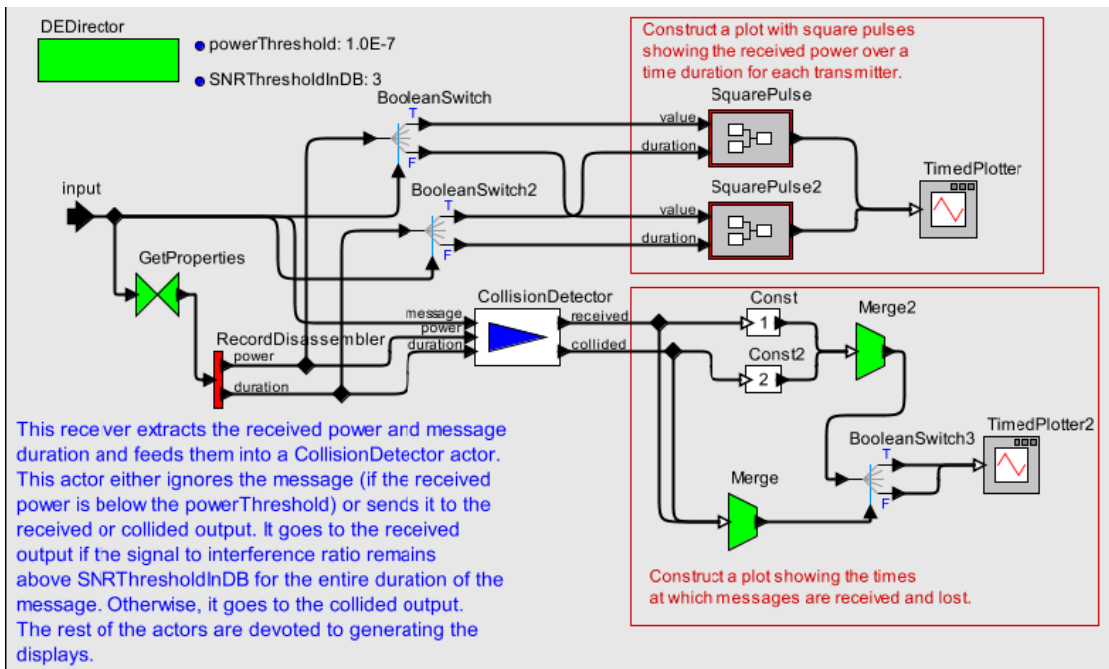 DEDirector
powerThreshold: 1.0E-7
SNRThresholdInDB: 3
Construct a plot with square pulses
showing the received power over a
time duration for each transmitter.
BooleanSwitch
T
F
SquarePulse
value
duration
TimedPlotter
input
BooleanSwitch2
T
F
SquarePulse2
value
duration
GetProperties
RecordDisassembler
power
duration
CollisionDetector
message
power
duration
received
collided
Const
1
Const2
2
Merge2
BooleanSwitch3
T
F
TimedPlotter2
Merge
Construct a plot showing the times
at which messages are received and lost.
This receiver extracts the received power and message
duration and feeds them into a CollisionDetector actor.
This actor either ignores the message (if the received
power is below the powerThreshold) or sends it to the
received or collided output. It goes to the received
output if the signal to interference ratio remains
above SNRThresholdInDB for the entire duration of the
message. Otherwise, it goes to the collided output.
The rest of the actors are devoted to generating the
displays.